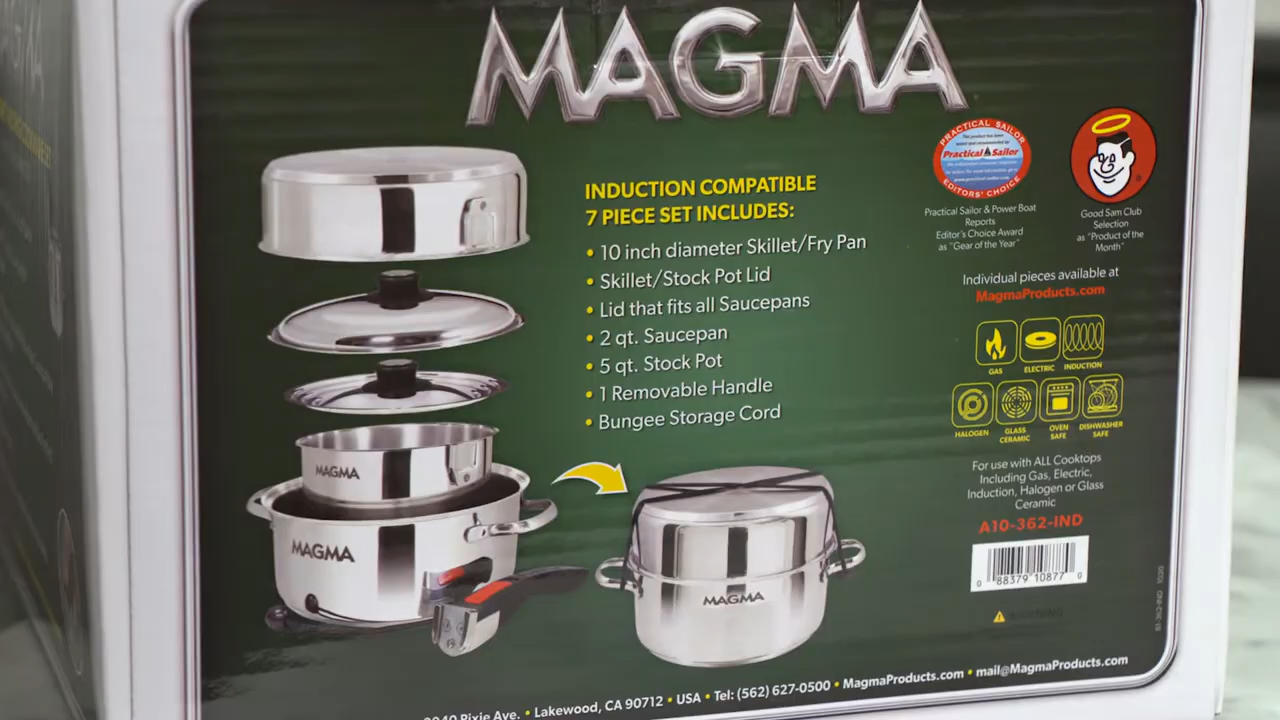 MAGMA
INDUCTION COMPATIBLE
7 PIECE SET INCLUDES:
• 10 inch diameter Skillet/Fry Pan
• Skillet/Stock Pot Lid
• Lid that fits all Saucepans
• 2 qt. Saucepan
• 5 qt. Stock Pot
• 1 Removable Handle
• Bungee Storage Cord
PRACTICAL SAILOR
Practical Sailor
EDITORS' CHOICE
Practical Sailor & Power Boat
Reports
Editor's Choice Award
as "Gear of the Year"
Good Sam Club
Selection
as "Product of the
Month"
Individual pieces available at
MagmaProducts.com
GAS
ELECTRIC
INDUCTION
HALOGEN
GLASS
CERAMIC
OVEN
SAFE
DISHWASHER
SAFE
For use with ALL Cooktops
Including Gas, Electric,
Induction, Halogen or Glass
Ceramic
A10-362-IND
0 88379 10877 0
WARNING
MAGMA
MAGMA
MAGMA
Pixie Ave. • Lakewood, CA 90712 • USA • Tel: (562) 627-0500 • MagmaProducts.com • mail@MagmaProducts.com